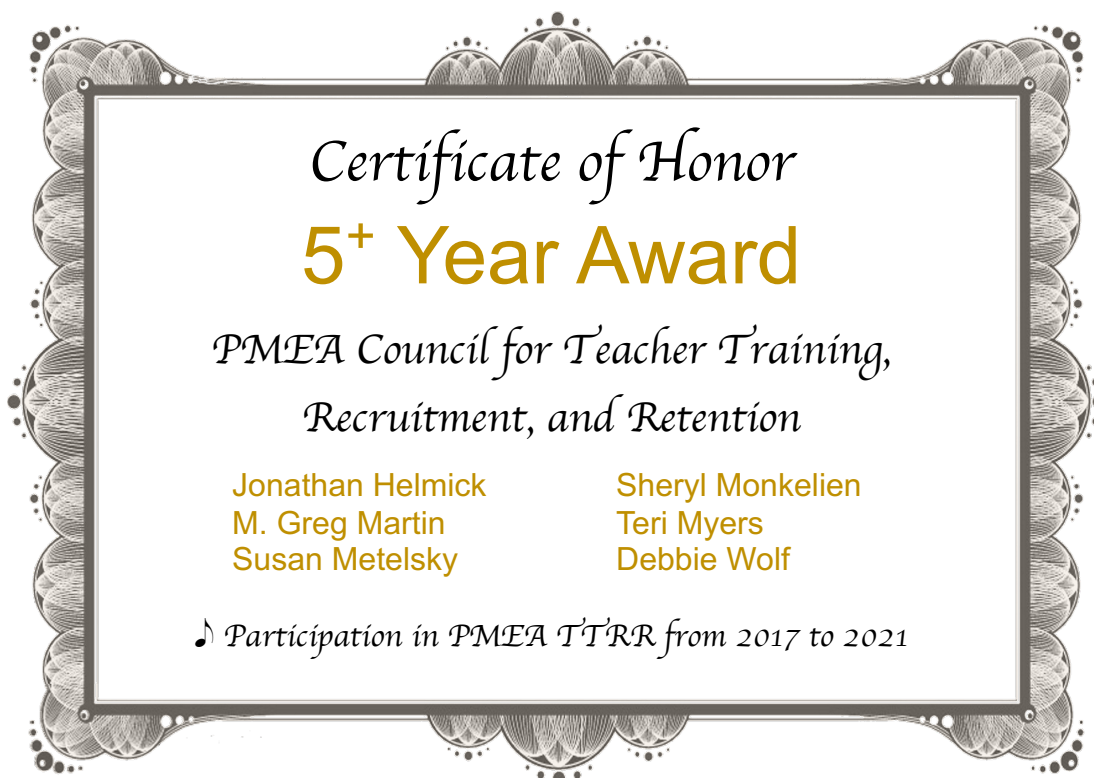 Certificate of Honor
5⁺ Year Award
PMEA Council for Teacher Training,
Recruitment, and Retention
Jonathan Helmick
M. Greg Martin
Susan Metelsky
Sheryl Monkelien
Teri Myers
Debbie Wolf
♪ Participation in PMEA TTRR from 2017 to 2021